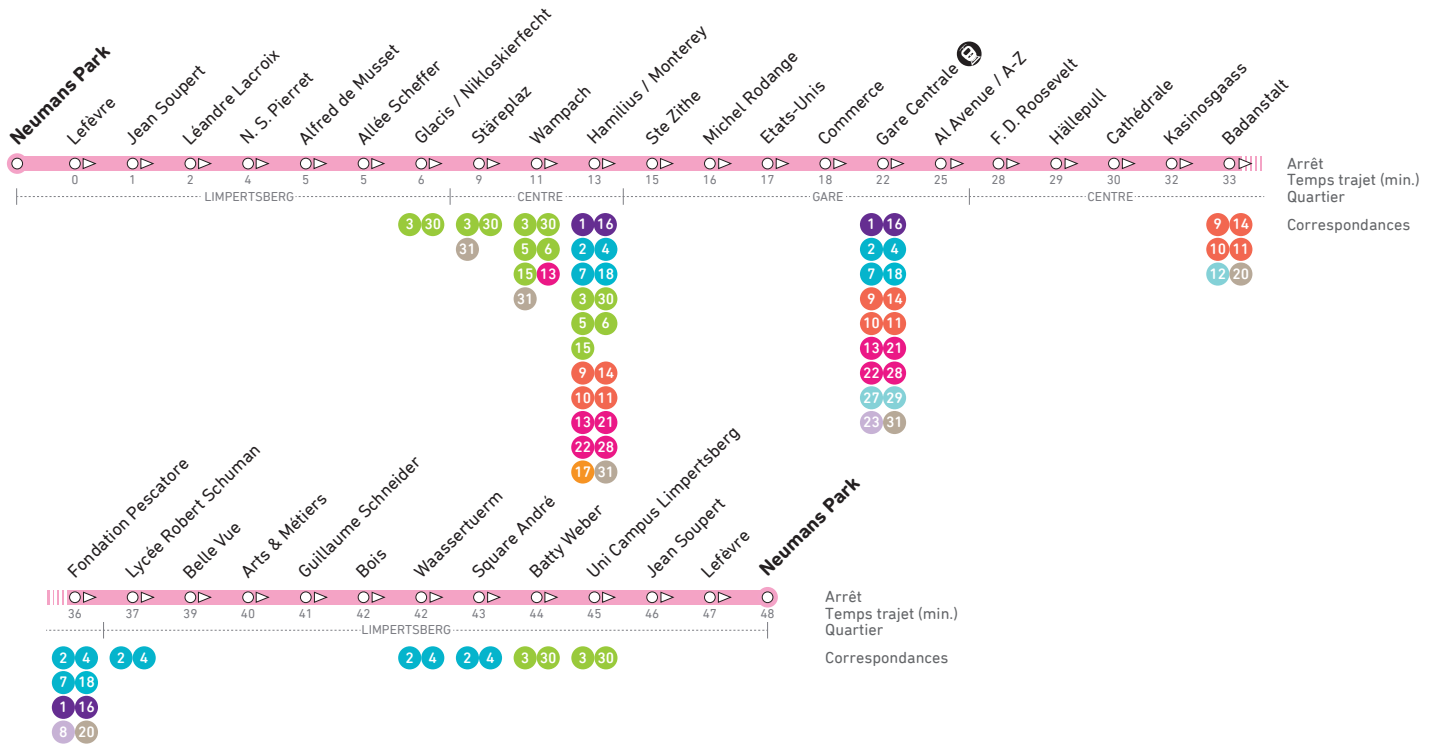 Neumans Park
Lefèvre
Jean Soupert
Léandre Lacroix
N. S. Pierret
Alfred de Musset
Allée Scheffer
Glacis / Nikloskierfecht
Stäreplaz
Wampach
Hamilius / Monterey
Ste Zithe
Michel Rodange
Etats-Unis
Commerce
Gare Centrale
Al Avenue / A-Z
F. D. Roosevelt
Hällepull
Cathédrale
Kasinosgaass
Badanstalt
Arrêt
0 1 2 4 5 5 6 9 11 13 15 16 17 18 22 25 28 29 30 32 33 Temps trajet (min.)
LIMPERTSBERG CENTRE GARE CENTRE Quartier
3 30 3 30 3 30 1 16 1 16 9 14 Correspondances
31 5 6 2 4 2 4 10 11
15 13 7 18 7 18 12 20
31 3 30 9 14
5 6 10 11
15 13 21
9 14 22 28
10 11 27 29
13 21 23 31
22 28
17 31
Fondation Pescatore
Lycée Robert Schuman
Belle Vue
Arts & Métiers
Guillaume Schneider
Bois
Waassertuerm
Square André
Batty Weber
Uni Campus Limpertsberg
Jean Soupert
Lefèvre
Neumans Park
Arrêt
36 37 39 40 41 42 42 43 44 45 46 47 48 Temps trajet (min.)
LIMPERTSBERG Quartier
2 4 2 4 2 4 2 4 3 30 3 30 Correspondances
7 18
1 16
8 20